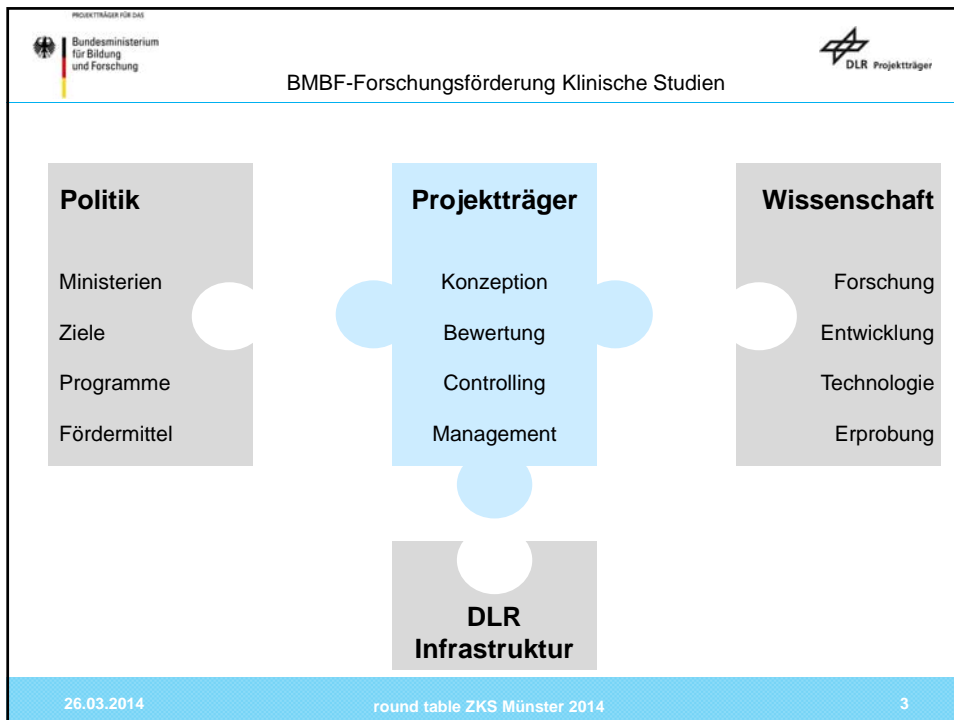 PROJEKTTRÄGER FÜR DAS
Bundesministerium
für Bildung
und Forschung
DLR Projektträger
BMBF-Forschungsförderung Klinische Studien
Politik
Ministerien
Ziele
Programme
Fördermittel
Projektträger
Konzeption
Bewertung
Controlling
Management
Wissenschaft
Forschung
Entwicklung
Technologie
Erprobung
DLR
Infrastruktur
26.03.2014
round table ZKS Münster 2014
3